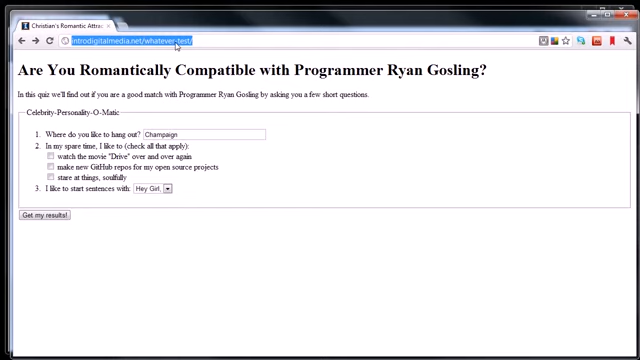 Christian's Romantic Attrac
introdigitalmedia.net/whatever-test/
Are You Romantically Compatible with Programmer Ryan Gosling?
In this quiz we'll find out if you are a good match with Programmer Ryan Gosling by asking you a few short questions.
Celebrity-Personality-O-Matic
1. Where do you like to hang out? Champaign
2. In my spare time, I like to (check all that apply):
watch the movie "Drive" over and over again
make new GitHub repos for my open source projects
stare at things, soulfully
3. I like to start sentences with: Hey Girl,
Get my results!